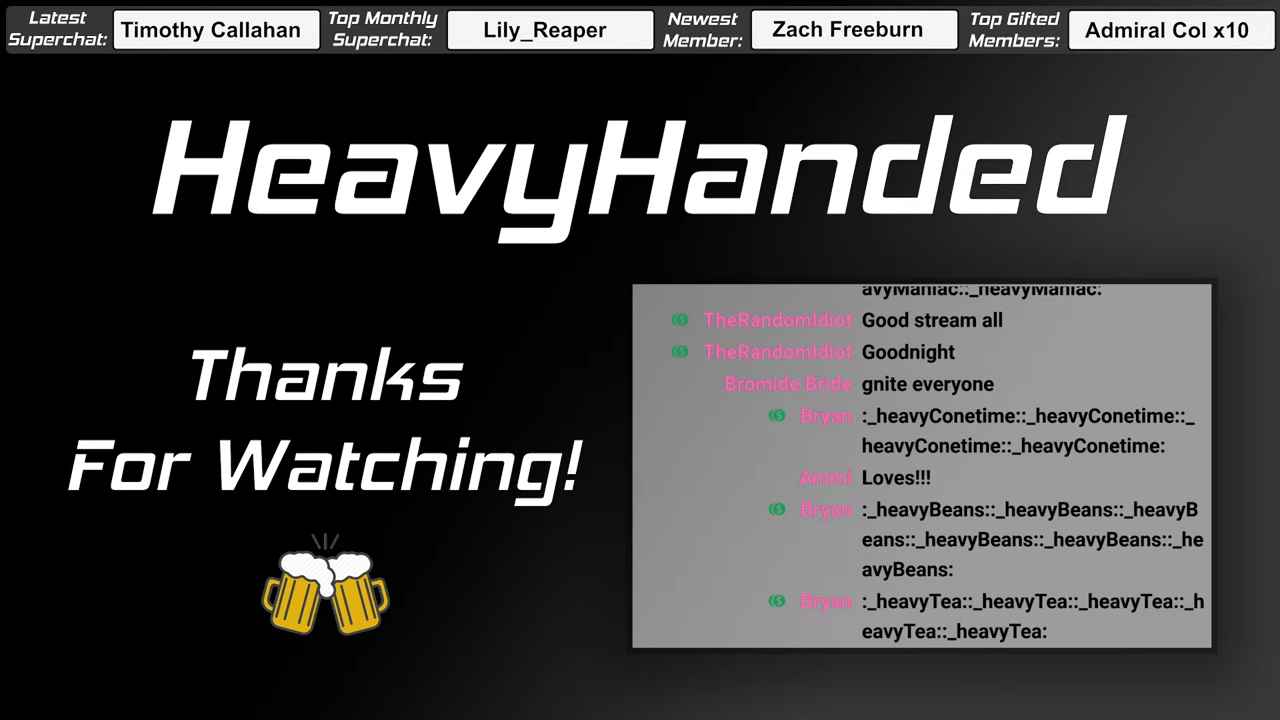 Latest
Superchat:
Timothy Callahan
Top Monthly
Superchat:
Lily_Reaper
Newest
Member:
Zach Freeburn
Top Gifted
Members:
Admiral Col x10
HeavyHanded
Thanks
For Watching!
avyManiac::_heavyManiac:
TheRandomIdiot Good stream all
TheRandomIdiot Goodnight
Bromide Bride gnite everyone
Bryan :_heavyConetime::_heavyConetime::_
heavyConetime::_heavyConetime:
Ammi Loves!!!
Bryan :_heavyBeans::_heavyBeans::_heavyB
eans::_heavyBeans::_heavyBeans::_he
avyBeans:
Bryan :_heavyTea::_heavyTea::_heavyTea::_h
eavyTea::_heavyTea: